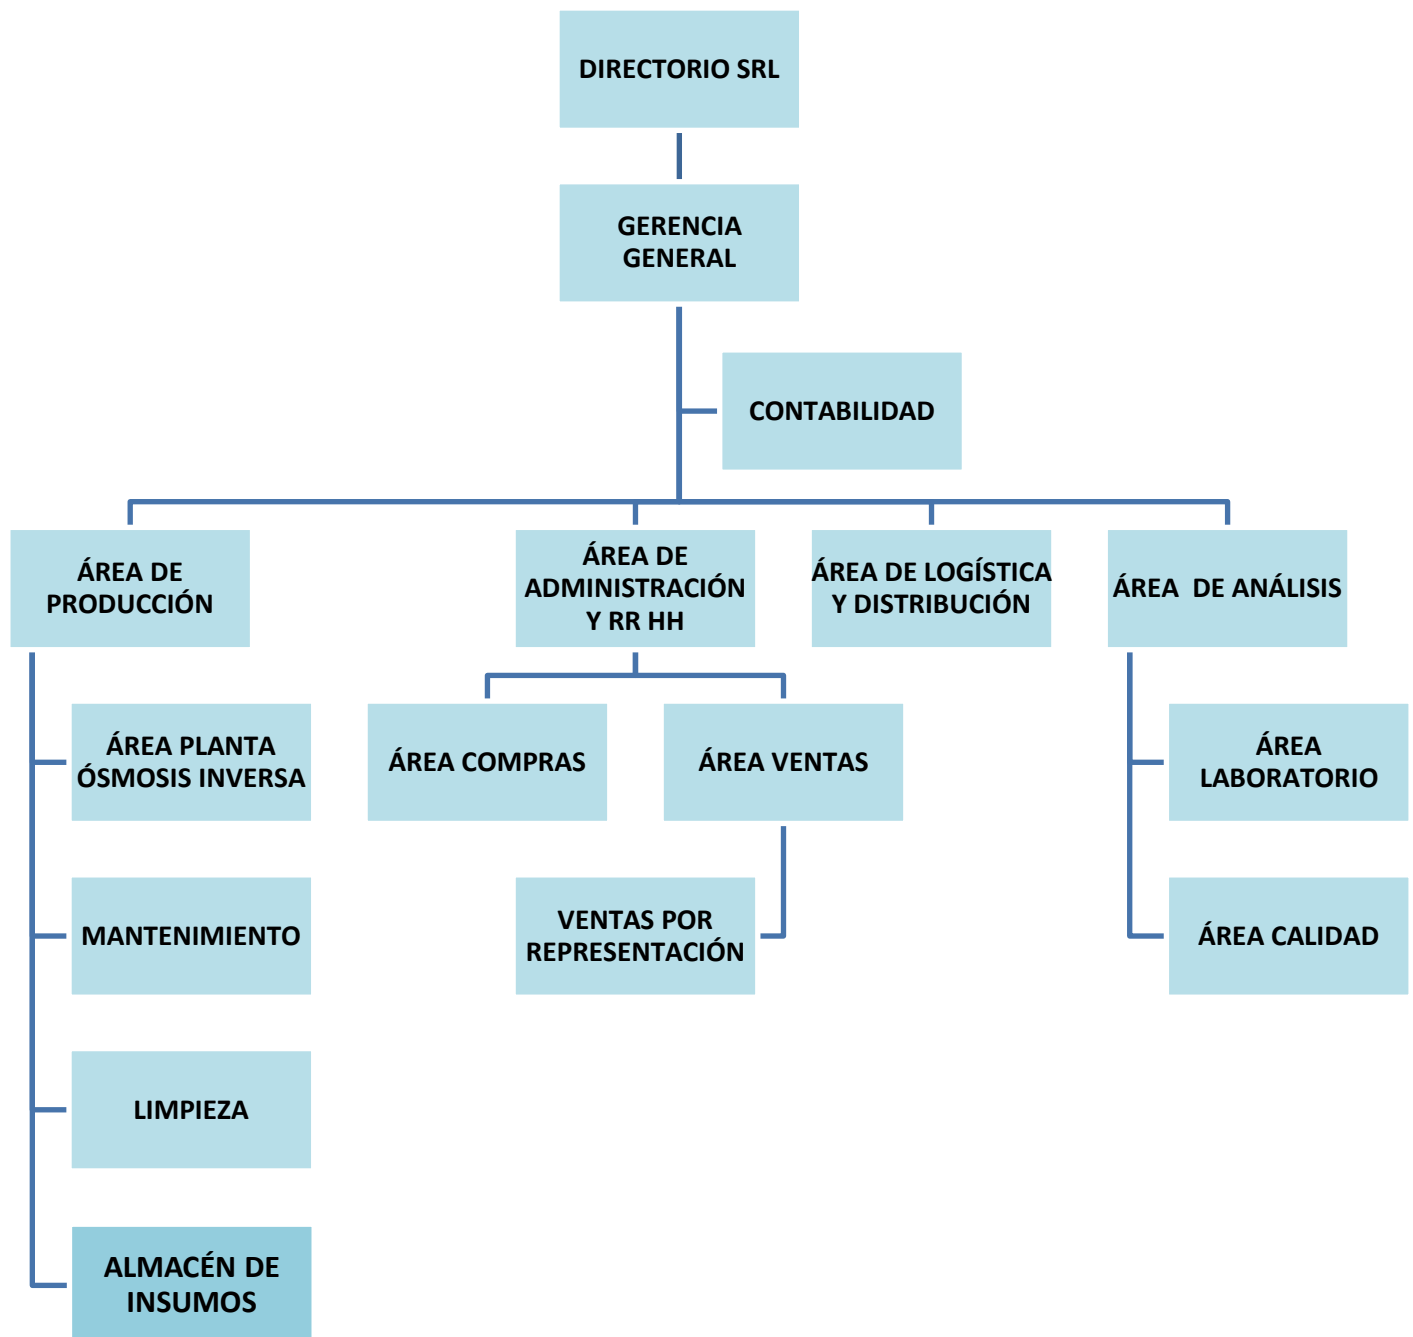 DIRECTORIO SRL
GERENCIA
GENERAL
CONTABILIDAD
ÁREA DE
PRODUCCIÓN
ÁREA DE
ADMINISTRACIÓN
Y RR HH
ÁREA DE LOGÍSTICA
Y DISTRIBUCIÓN
ÁREA  DE ANÁLISIS
ÁREA PLANTA
ÓSMOSIS INVERSA
ÁREA COMPRAS
ÁREA VENTAS
ÁREA
LABORATORIO
MANTENIMIENTO
VENTAS POR
REPRESENTACIÓN
ÁREA CALIDAD
LIMPIEZA
ALMACÉN DE
INSUMOS